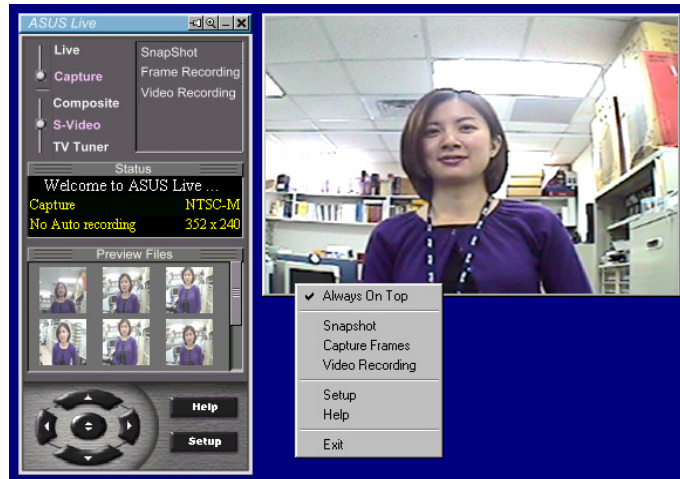 ASUS Live
Live
Capture
SnapShot
Frame Recording
Video Recording
Composite
S-Video
TV Tuner
Status
Welcome to ASUS Live ...
Capture NTSC-M
No Auto recording 352 x 240
Preview Files
Help
Setup
Always On Top
Snapshot
Capture Frames
Video Recording
Setup
Help
Exit